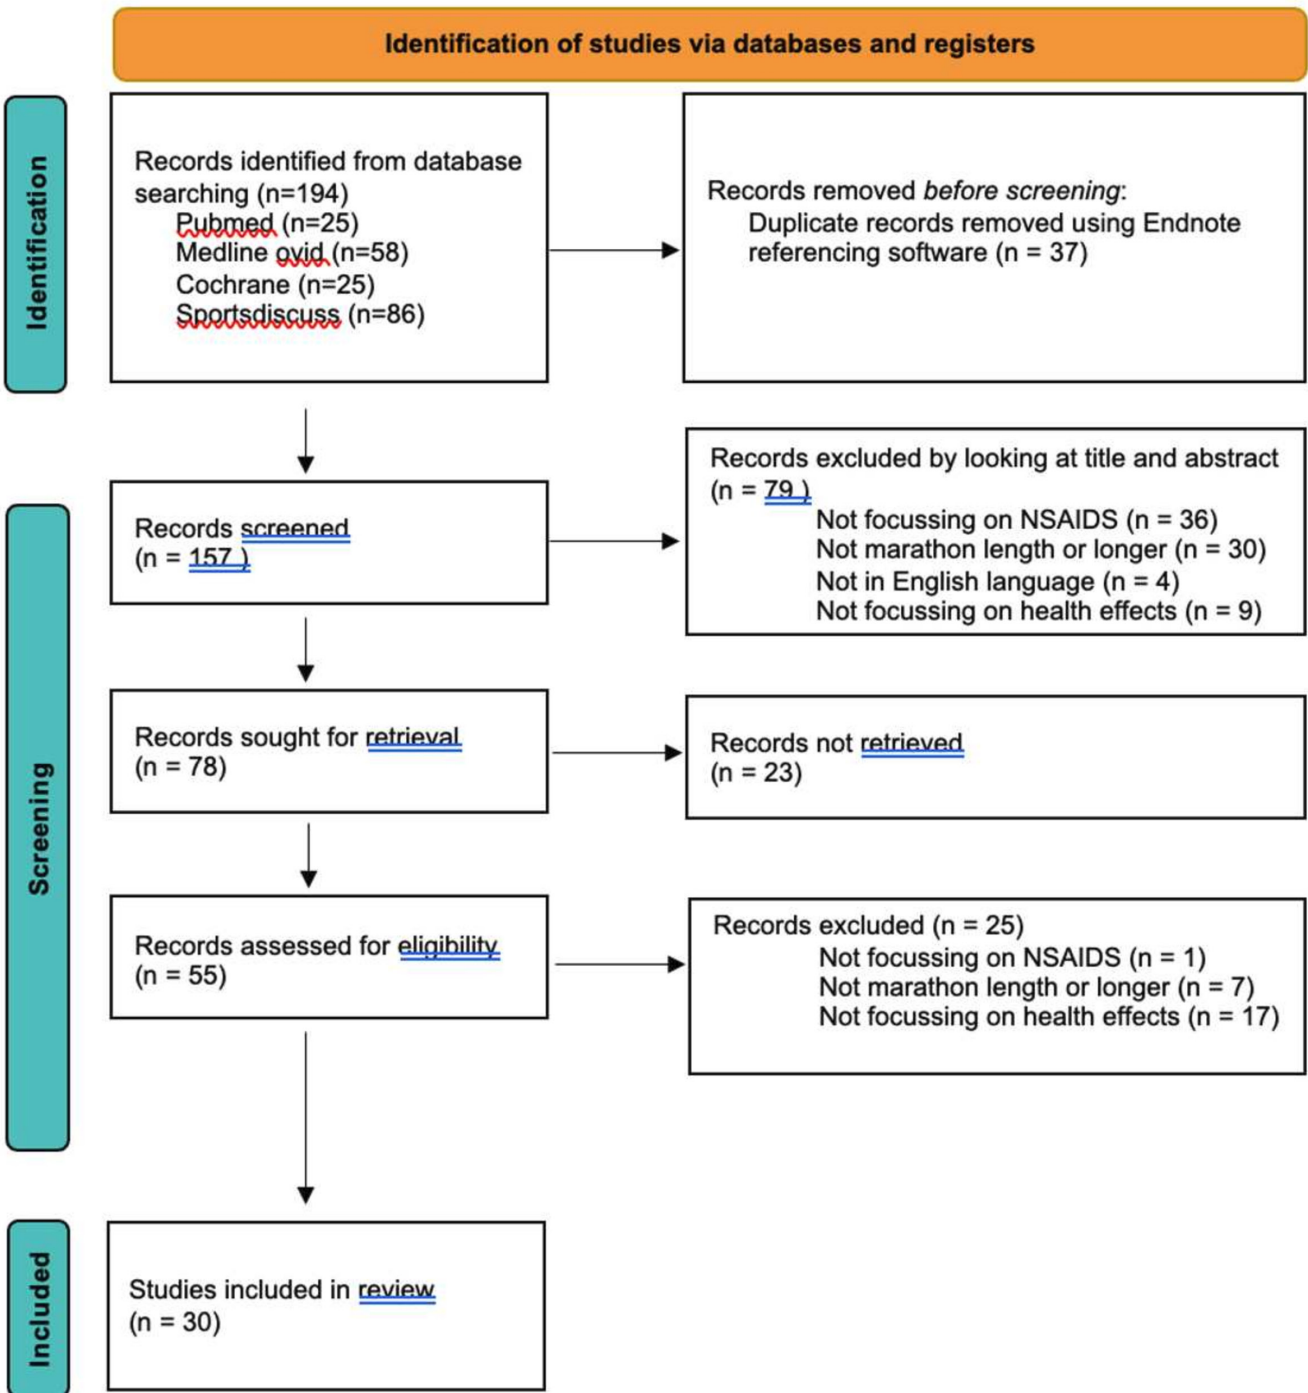 Identification of studies via databases and registers
Identification
Records identified from database
searching (n=194)
Pubmed (n=25)
Medline ovid (n=58)
Cochrane (n=25)
Sportsdiscuss (n=86)
Records removed before screening:
Duplicate records removed using Endnote
referencing software (n = 37)
Screening
Records screened
(n = 157 )
Records excluded by looking at title and abstract
(n = 79 )
Not focussing on NSAIDS (n = 36)
Not marathon length or longer (n = 30)
Not in English language (n = 4)
Not focussing on health effects (n = 9)
Records sought for retrieval
(n = 78)
Records not retrieved
(n = 23)
Records assessed for eligibility
(n = 55)
Records excluded (n = 25)
Not focussing on NSAIDS (n = 1)
Not marathon length or longer (n = 7)
Not focussing on health effects (n = 17)
Included
Studies included in review
(n = 30)